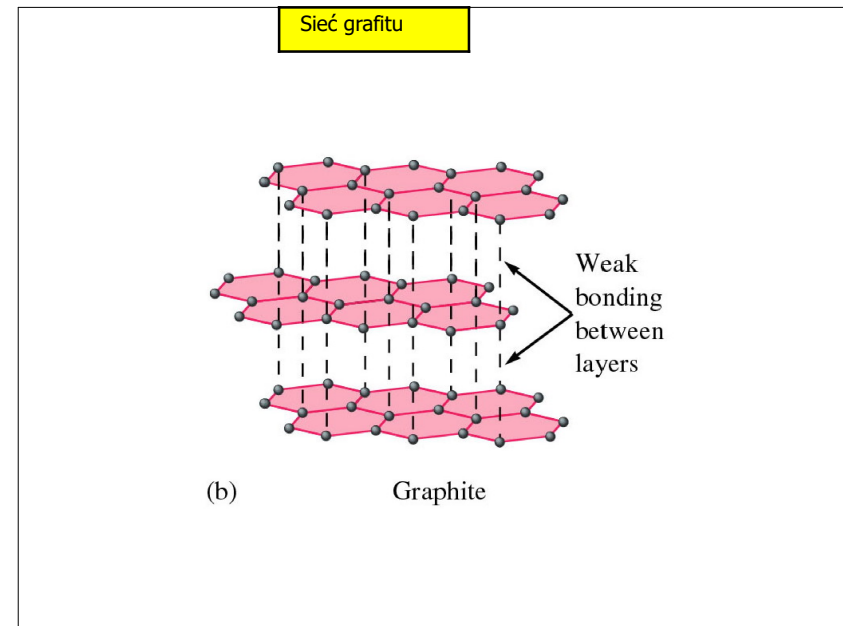 Sieć grafitu
Weak
bonding
between
layers
(b)
Graphite